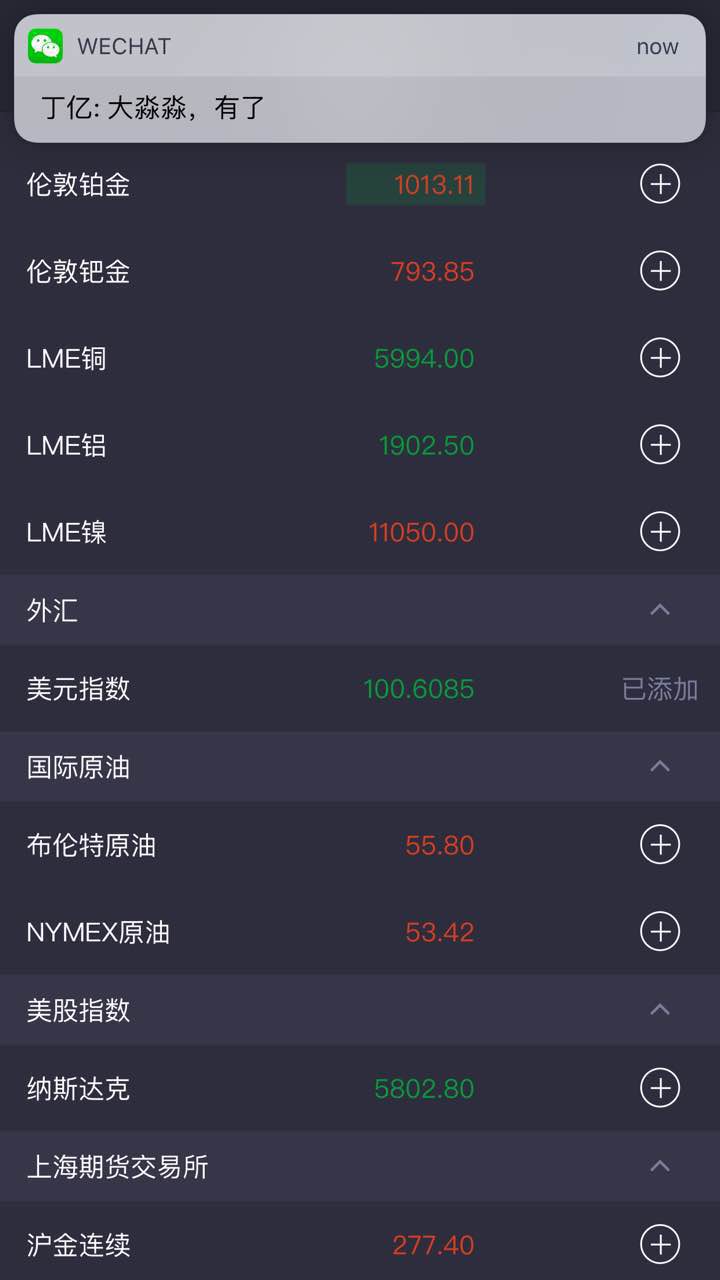 WECHAT now
丁亿: 大淼淼，有了
伦敦铂金 1013.11
伦敦钯金 793.85
LME铜 5994.00
LME铝 1902.50
LME镍 11050.00
外汇
美元指数 100.6085 已添加
国际原油
布伦特原油 55.80
NYMEX原油 53.42
美股指数
纳斯达克 5802.80
上海期货交易所
沪金连续 277.40